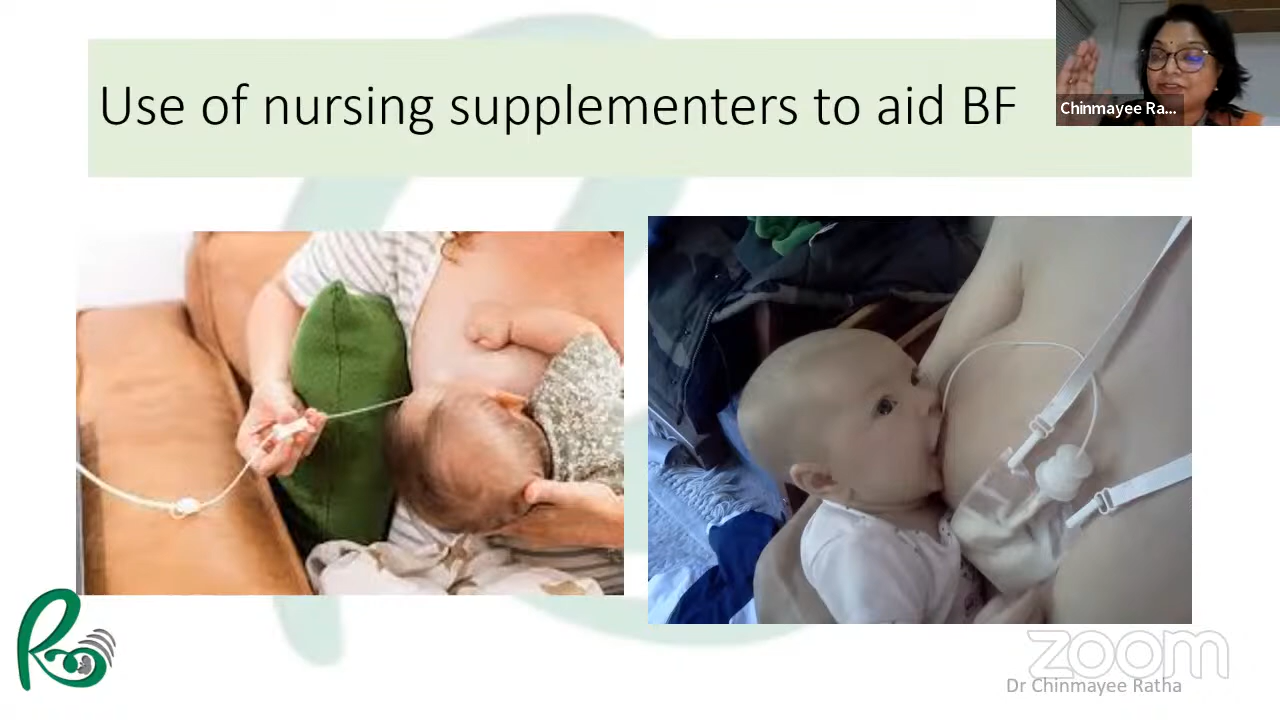 Use of nursing supplementers to aid BF
Chinmayee Ra...
zoom
Dr Chinmayee Ratha